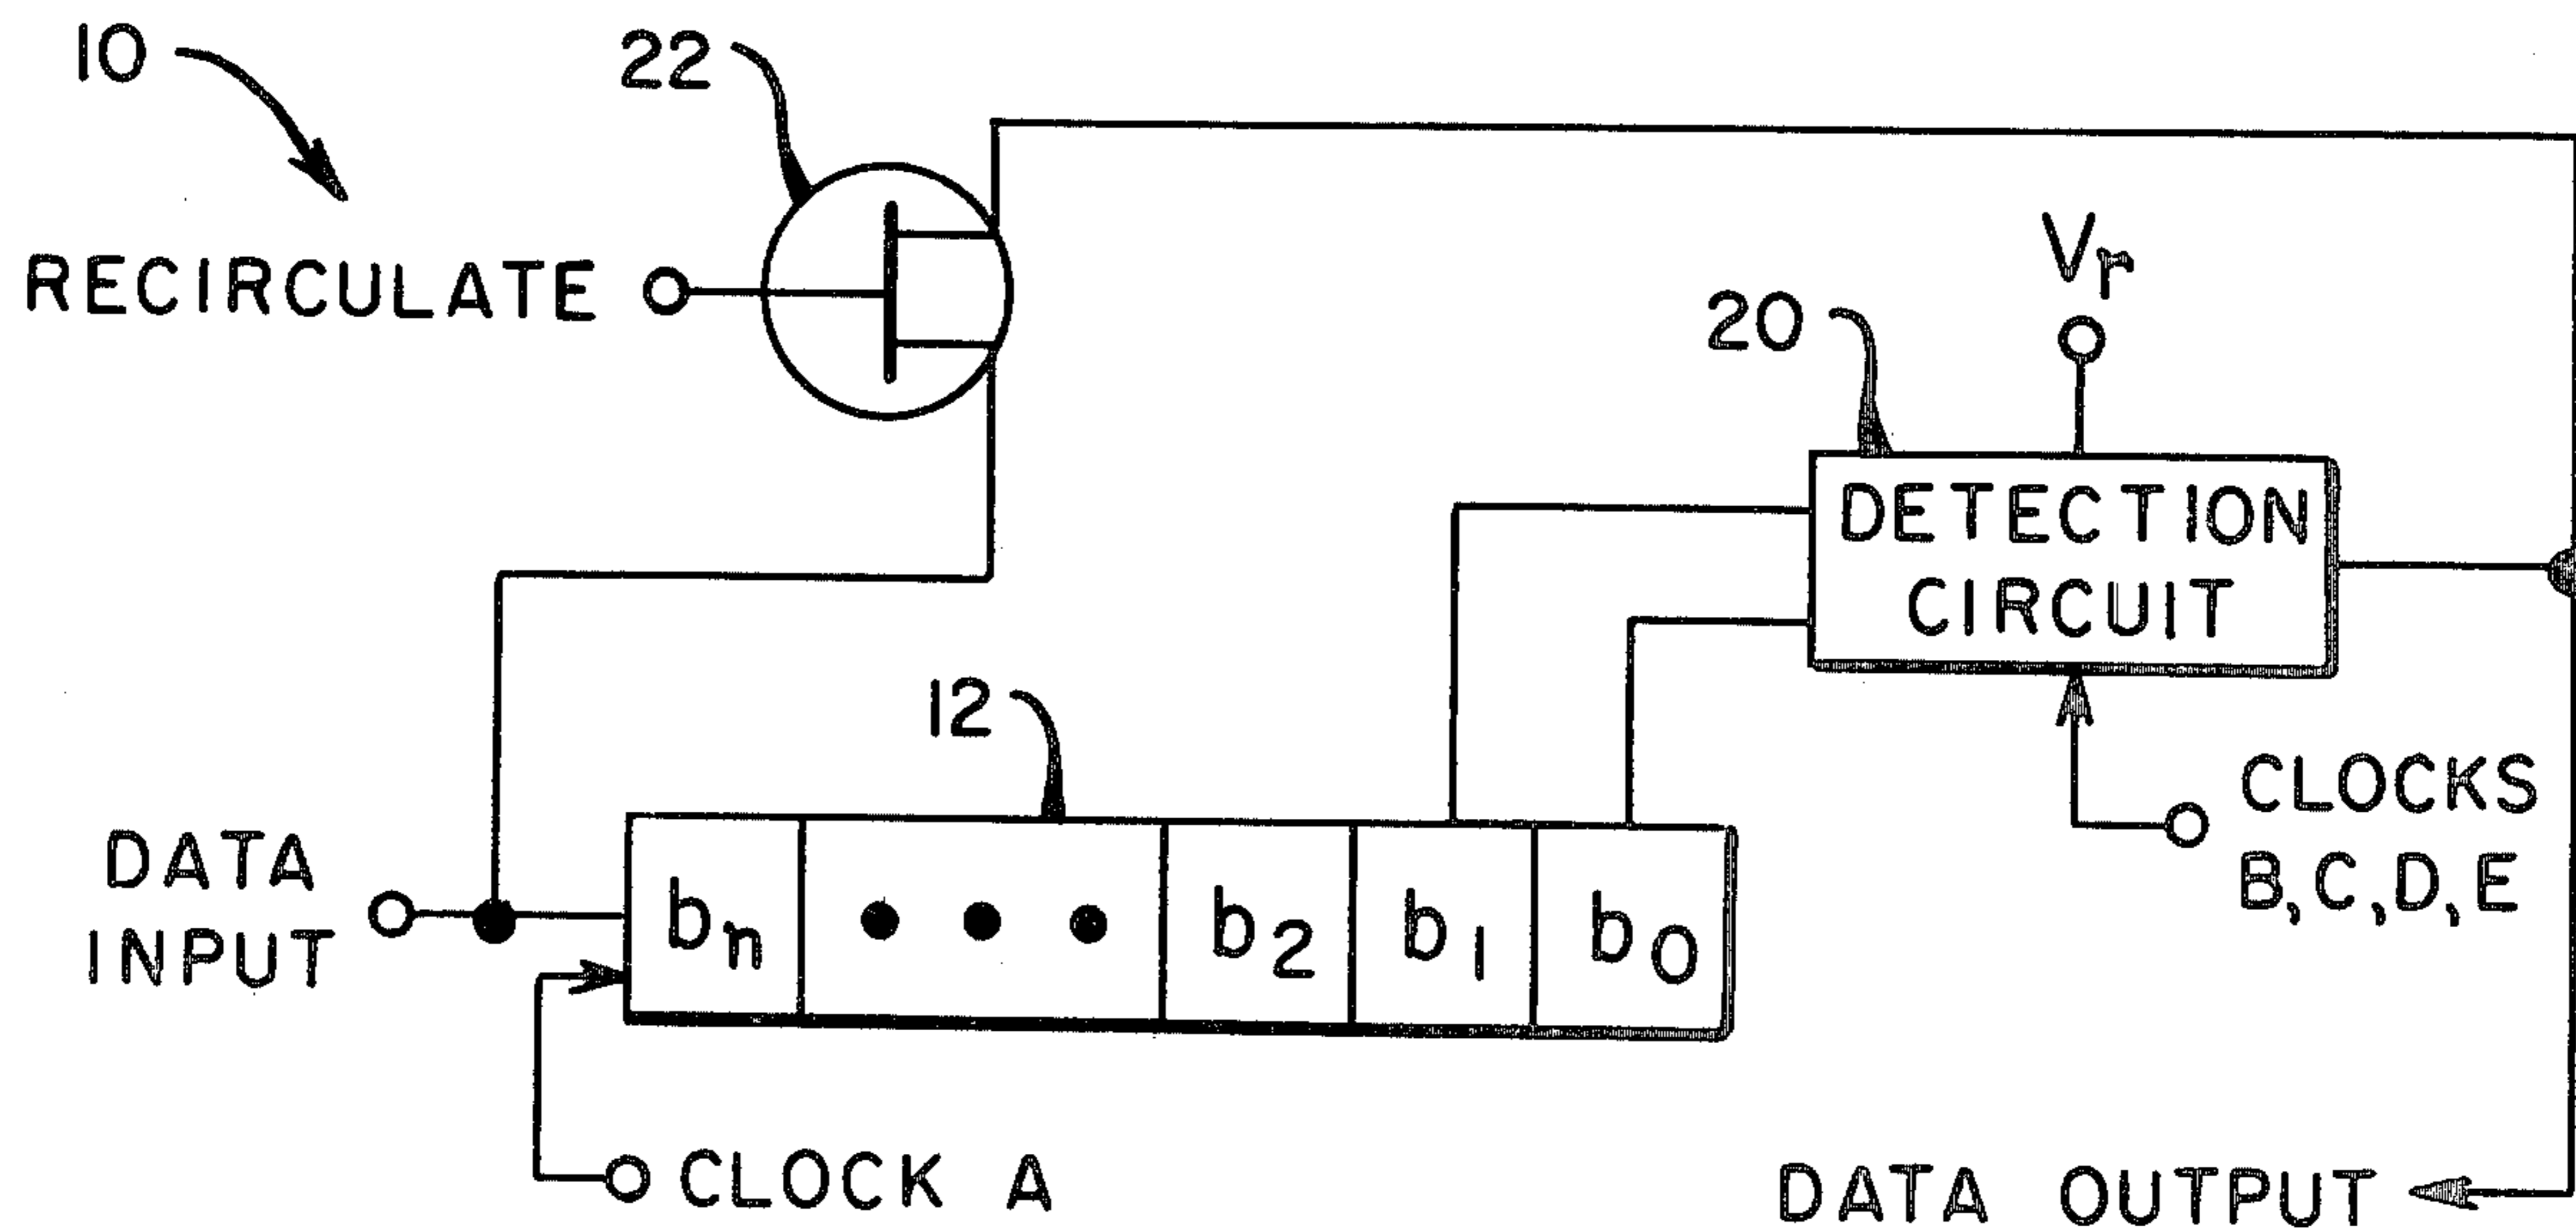 10
22
RECIRCULATE
Vr
20
DETECTION
CIRCUIT
12
CLOCKS
B,C,D,E
DATA
INPUT
bn
b2
b1
b0
CLOCK A
DATA OUTPUT